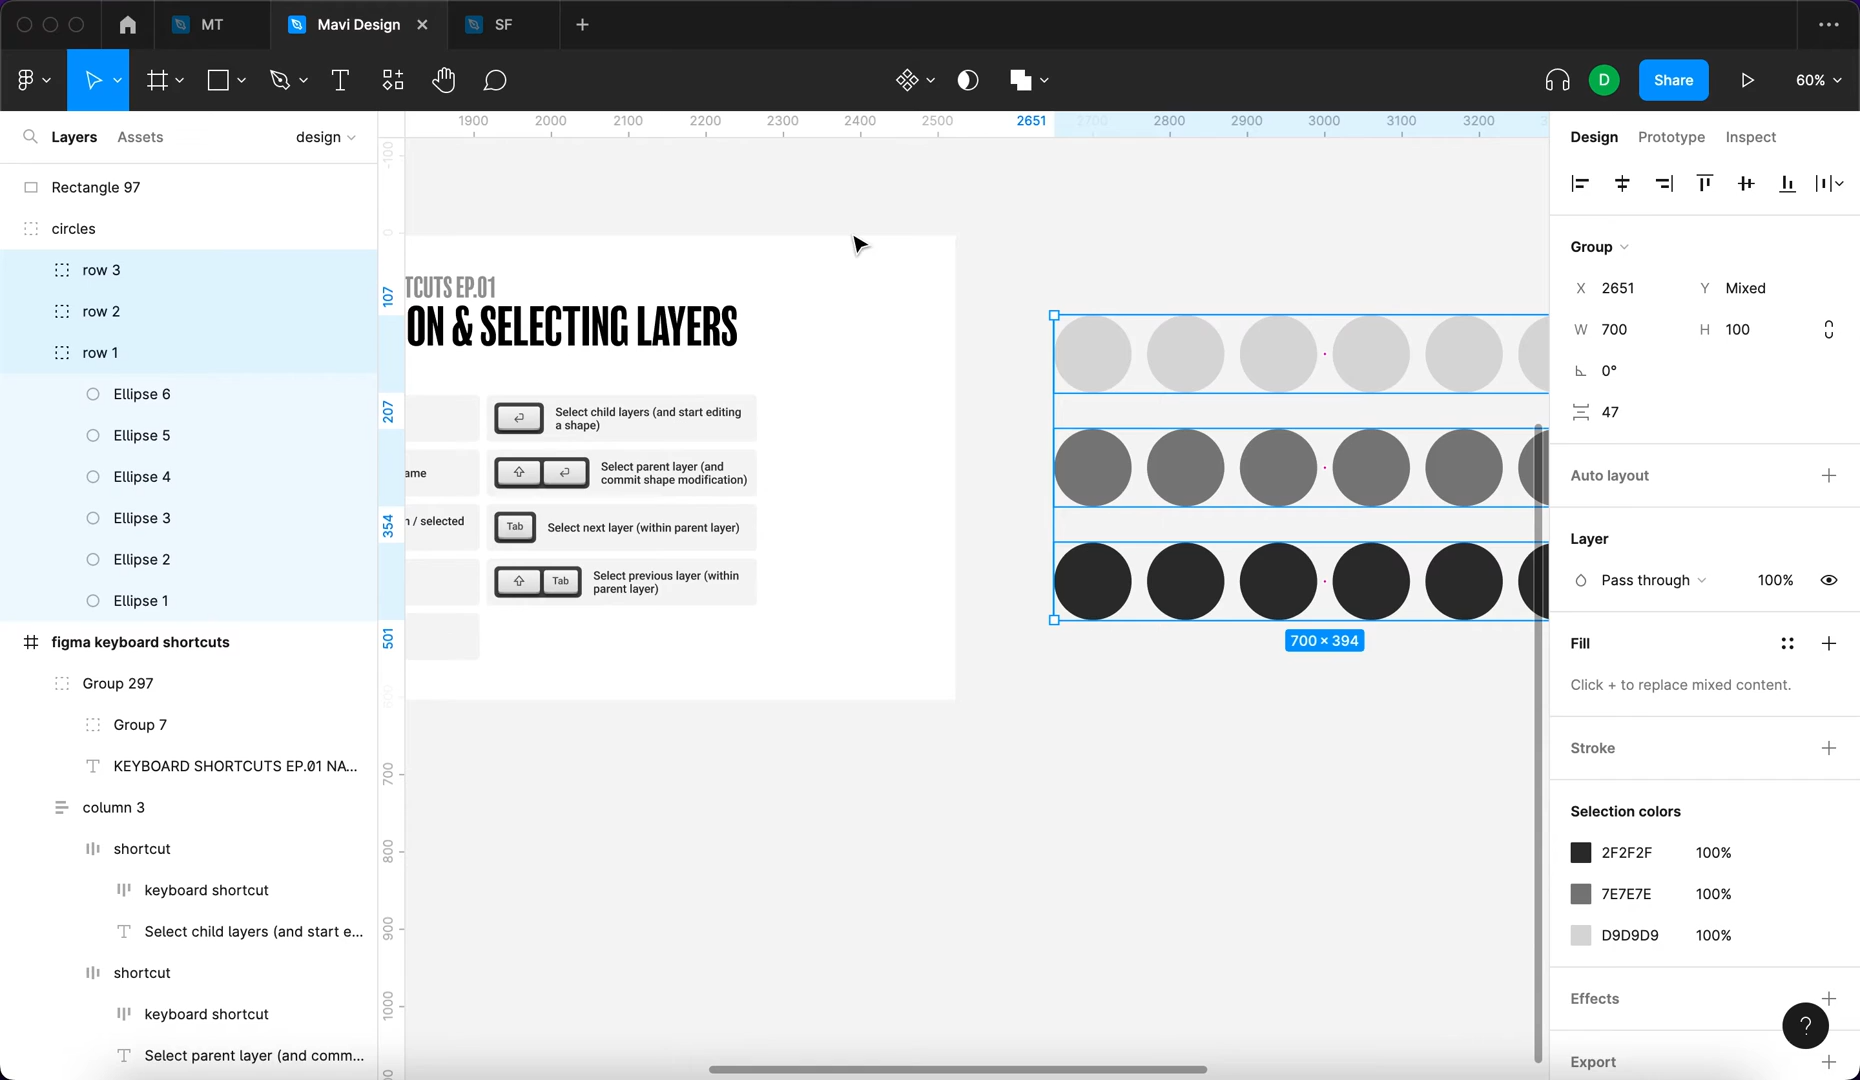 MT
Mavi Design
SF
D
Share
60%
Layers
Assets
design
Rectangle 97
circles
row 3
row 2
row 1
Ellipse 6
Ellipse 5
Ellipse 4
Ellipse 3
Ellipse 2
Ellipse 1
figma keyboard shortcuts
Group 297
Group 7
KEYBOARD SHORTCUTS EP.01 NA...
column 3
shortcut
keyboard shortcut
Select child layers (and start e...
shortcut
keyboard shortcut
Select parent layer (and comm...
1900 2000 2100 2200 2300 2400 2500 2651 2700 2800 2900 3000 3100 3200
-100
0
107
207
354
501
700
800
900
1000
TCUTS EP.01
ON & SELECTING LAYERS
ame
n / selected
Select child layers (and start editing
a shape)
Select parent layer (and
commit shape modification)
Tab
Select next layer (within parent layer)
Tab
Select previous layer (within
parent layer)
700 × 394
Design
Prototype
Inspect
Group
X 2651
Y Mixed
W 700
H 100
0°
47
Auto layout
Layer
Pass through
100%
Fill
Click + to replace mixed content.
Stroke
Selection colors
2F2F2F 100%
7E7E7E 100%
D9D9D9 100%
Effects
?
Export